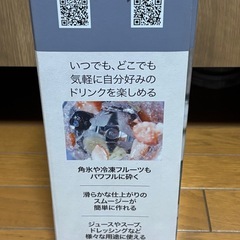 いつでも、どこでも
気軽に自分好みの
ドリンクを楽しめる
角氷や冷凍フルーツも
パワフルに砕く
滑らかな仕上がりの
スムージーが
簡単に作れる
ジュースやスープ、
ドレッシングなど
様々な用途に使える